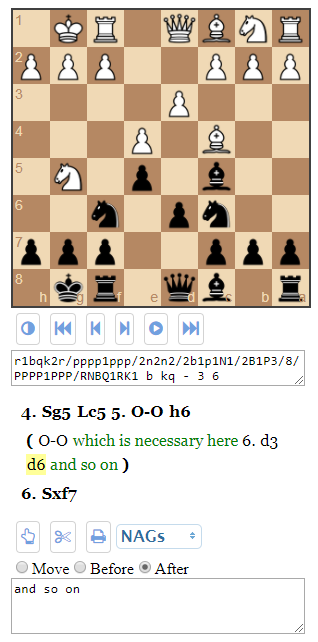 1
2
3
4
5
6
7
8
h g f e d c b a
r1bqk2r/pppp1ppp/2n2n2/2b1p1N1/2B1P3/8/
PPPP1PPP/RNBQ1RK1 b kq - 3 6
4. Sg5 Lc5 5. O-O h6
( O-O which is necessary here 6. d3
d6 and so on )
6. Sxf7
NAGs
Move Before After
and so on